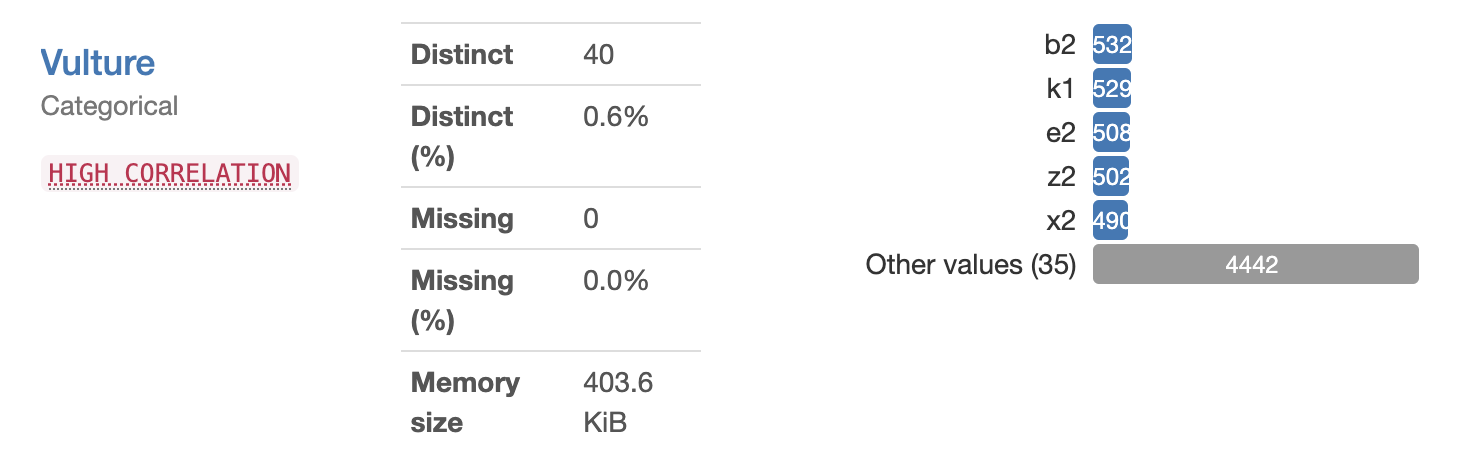 Vulture
Categorical
HIGH CORRELATION
Distinct 40
Distinct 0.6%
(%)
Missing 0
Missing 0.0%
(%)
Memory 403.6
size KiB
b2 532
k1 529
e2 508
z2 502
x2 490
Other values (35) 4442